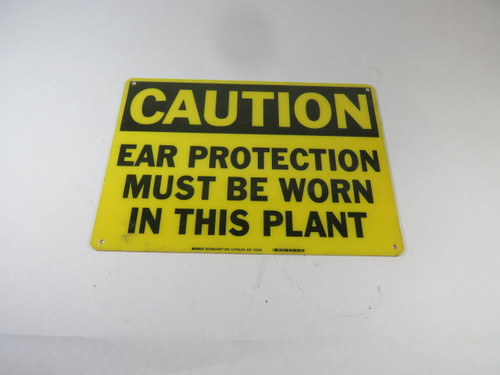 CAUTION
EAR PROTECTION
MUST BE WORN
IN THIS PLANT